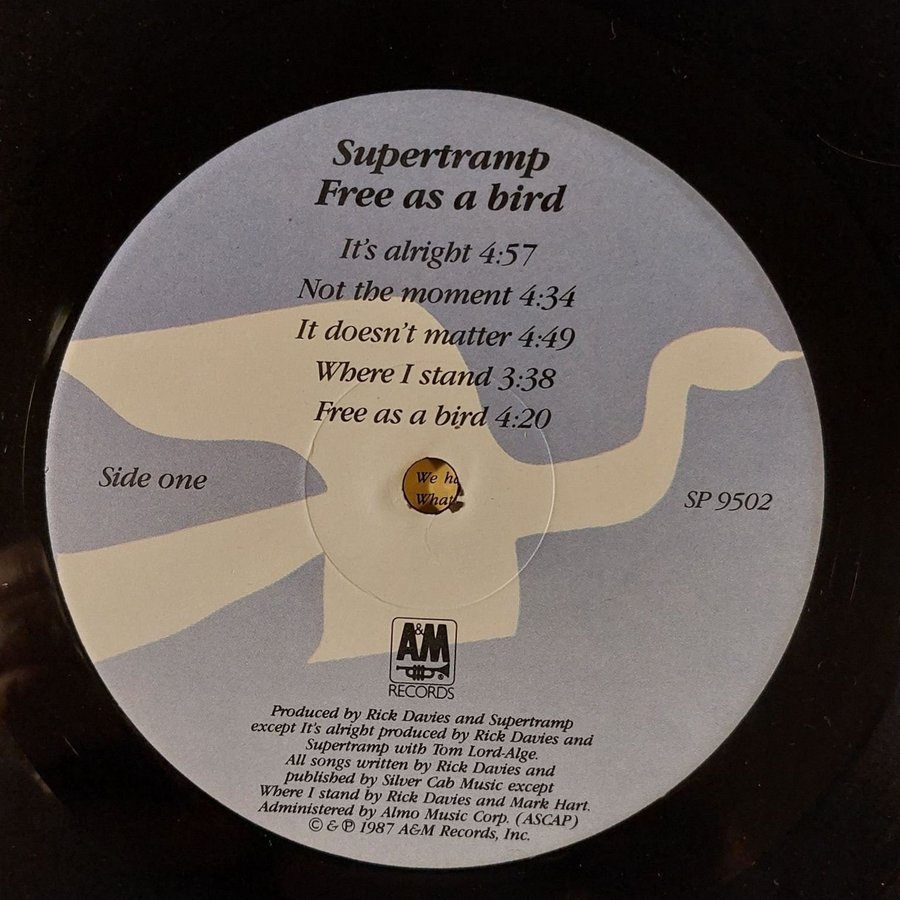 Supertramp
Free as a bird
It's alright 4:57
Not the moment 4:34
It doesn't matter 4:49
Where I stand 3:38
Free as a bird 4:20
Side one
We
What
SP 9502
A&M
RECORDS
Produced by Rick Davies and Supertramp
except It's alright produced by Rick Davies and
Supertramp with Tom Lord-Alge.
All songs written by Rick Davies and
published by Silver Cab Music except
Where I stand by Rick Davies and Mark Hart.
Administered by Almo Music Corp. (ASCAP)
© & ℗ 1987 A&M Records, Inc.